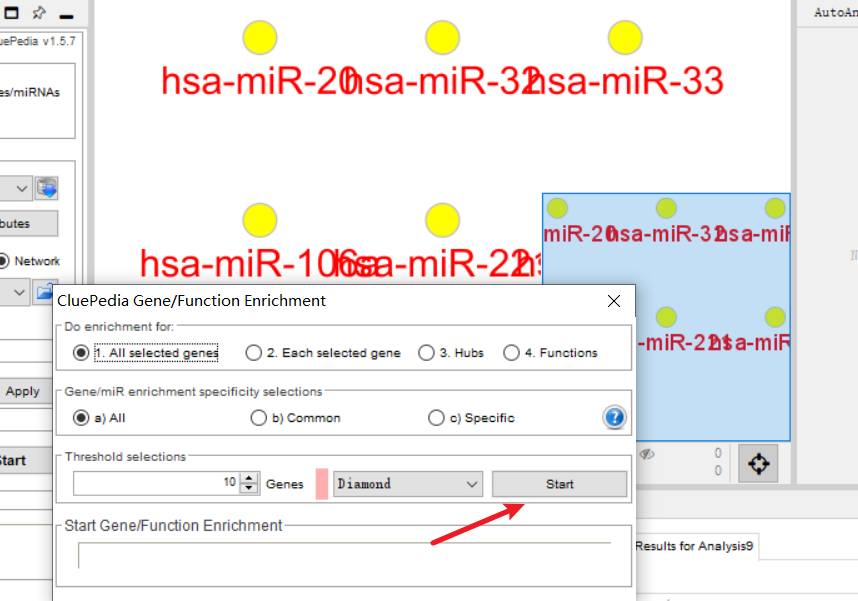 uePedia v1.5.7
AutoAn
es/miRNAs
hsa-miR-20
hsa-miR-32
hsa-miR-33
butes
Network
hsa-miR-106a
hsa-miR-22
miR-20
hsa-miR-32
hsa-miR
-miR-221
hsa-miR
CluePedia Gene/Function Enrichment
Do enrichment for:
1. All selected genes 2. Each selected gene 3. Hubs 4. Functions
Apply
Gene/miR enrichment specificity selections
a) All b) Common c) Specific
Start
Threshold selections
10 Genes Diamond Start
0
0
Start Gene/Function Enrichment
Results for Analysis9